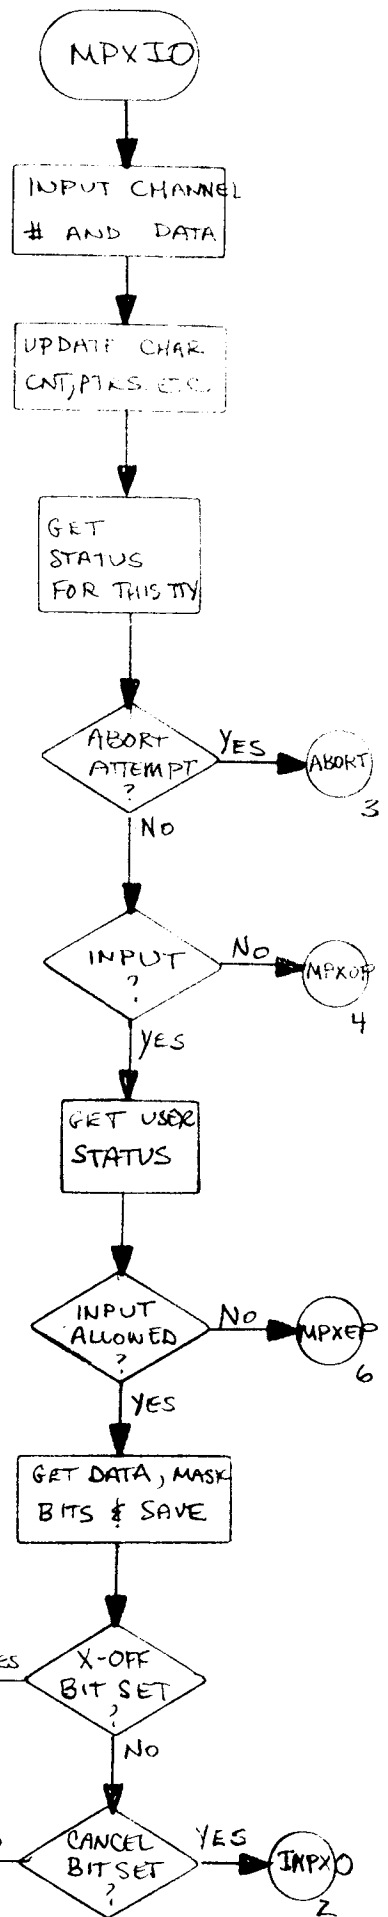 MPXIO
INPUT CHANNEL
# AND DATA
UPDATE CHAR
CNT, PTRS. ETC.
GET
STATUS
FOR THIS TTY
ABORT
ATTEMPT
?
YES
ABORT
3
NO
INPUT
?
NO
MPXOP
4
YES
GET USER
STATUS
INPUT
ALLOWED
?
NO
MPXEP
6
YES
GET DATA, MASK
BITS & SAVE
X-OFF
BIT SET
?
ES
NO
CANCEL
BIT SET
?
YES
2